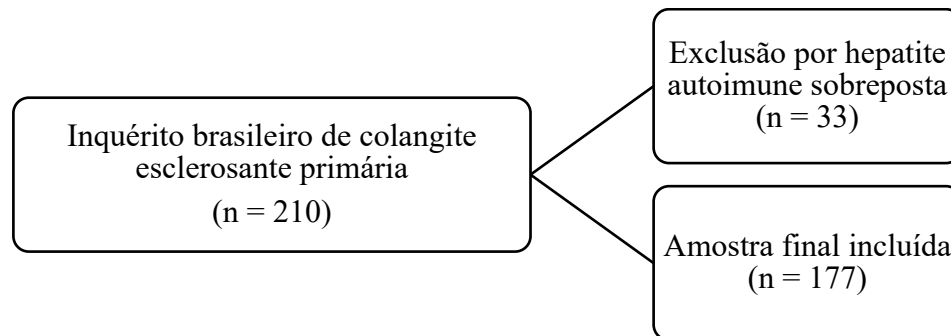 Inquérito brasileiro de colangite
esclerosante primária
(n = 210)
Exclusão por hepatite
autoimune sobreposta
(n = 33)
Amostra final incluída
(n = 177)